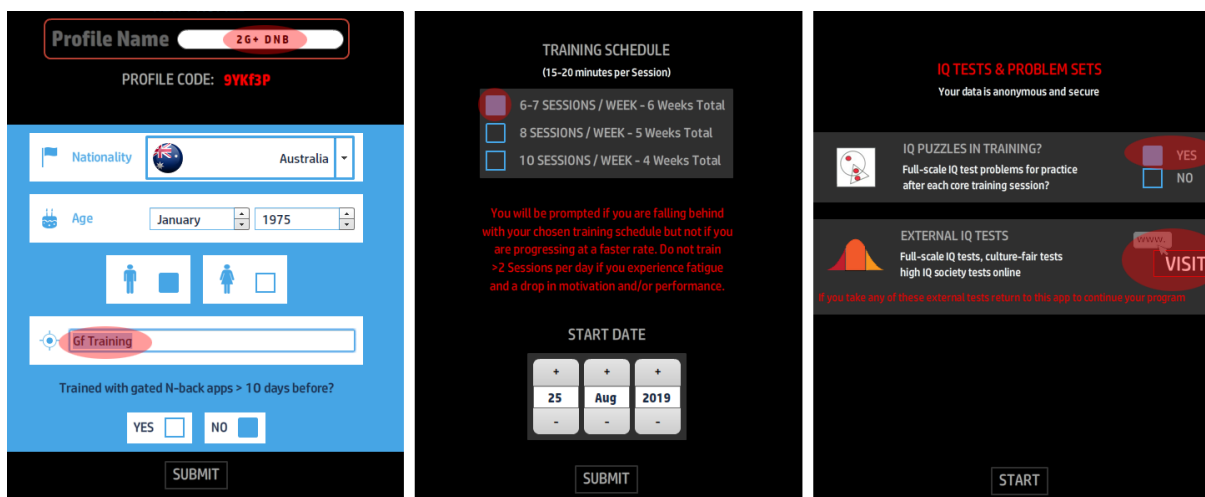 Profile Name 2G+ DNB
PROFILE CODE: 9YKf3P
Nationality Australia
Age January 1975
Gf Training
Trained with gated N-back apps > 10 days before?
YES NO
SUBMIT
TRAINING SCHEDULE
(15-20 minutes per Session)
6-7 SESSIONS / WEEK - 6 Weeks Total
8 SESSIONS / WEEK - 5 Weeks Total
10 SESSIONS / WEEK - 4 Weeks Total
You will be prompted if you are falling behind
with your chosen training schedule but not if you
are progressing at a faster rate. Do not train
>2 Sessions per day if you experience fatigue
and a drop in motivation and/or performance.
START DATE
+ + +
25 Aug 2019
- - -
SUBMIT
IQ TESTS & PROBLEM SETS
Your data is anonymous and secure
IQ PUZZLES IN TRAINING?
Full-scale IQ test problems for practice
after each core training session?
YES
NO
EXTERNAL IQ TESTS
Full-scale IQ tests, culture-fair tests
high IQ society tests online
www.
VISIT
If you take any of these external tests return to this app to continue your program
START